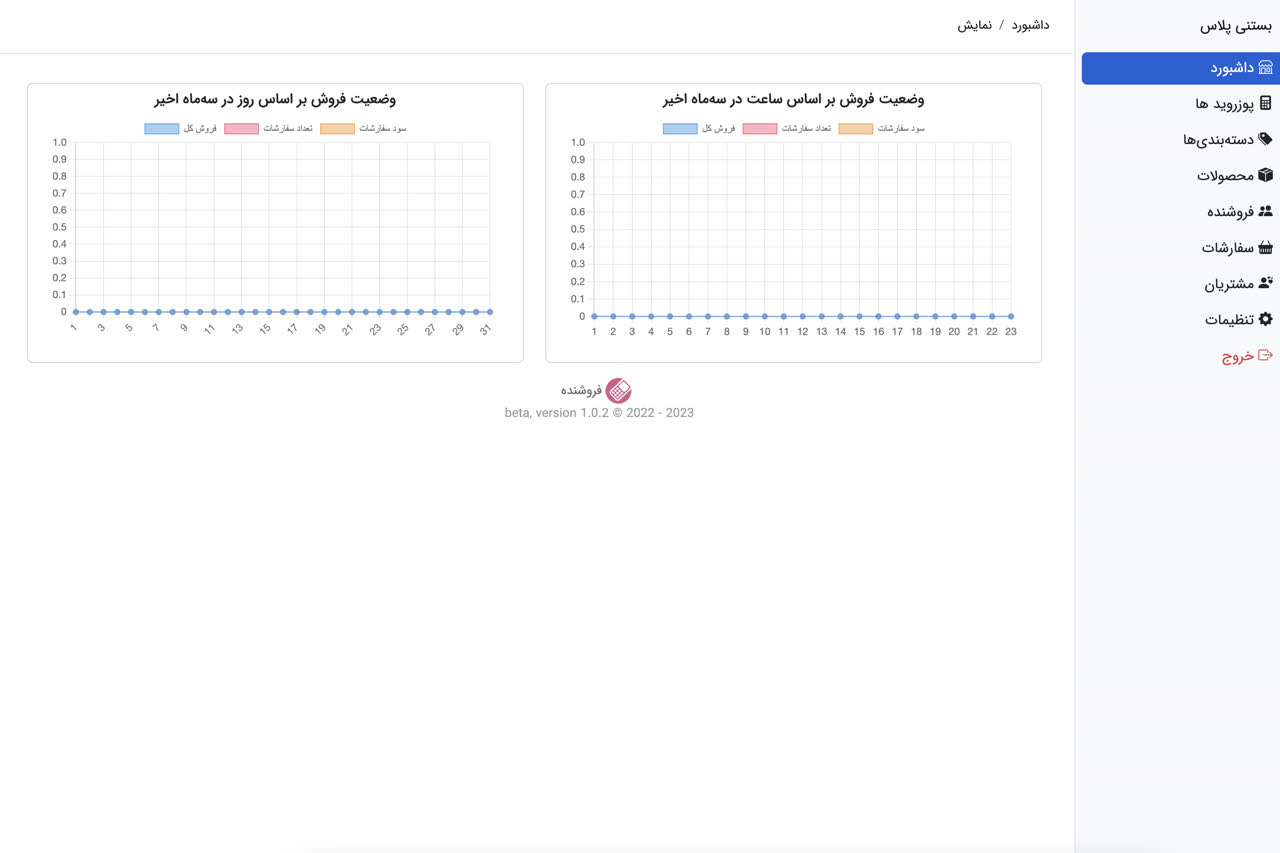 بستنی پلاس
داشبورد
پوزروید ها
دسته‌بندی‌ها
محصولات
فروشنده
سفارشات
مشتریان
تنظیمات
خروج
داشبورد / نمایش
وضعیت فروش بر اساس ساعت در سه‌ماه اخیر
سود سفارشات تعداد سفارشات فروش کل
1.0
0.9
0.8
0.7
0.6
0.5
0.4
0.3
0.2
0.1
0
1 2 3 4 5 6 7 8 9 10 11 12 13 14 15 16 17 18 19 20 21 22 23
وضعیت فروش بر اساس روز در سه‌ماه اخیر
سود سفارشات تعداد سفارشات فروش کل
1.0
0.9
0.8
0.7
0.6
0.5
0.4
0.3
0.2
0.1
0
1 3 5 7 9 11 13 15 17 19 21 23 25 27 29 31
فروشنده
beta, version 1.0.2 © 2022 - 2023